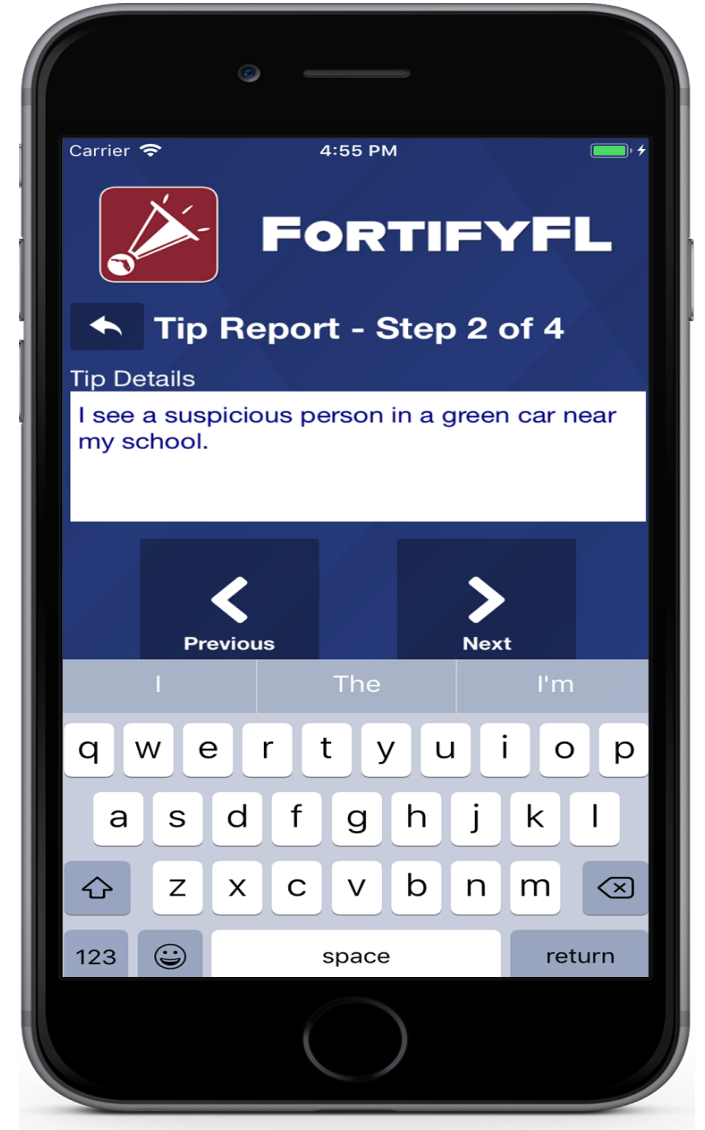 Carrier 4:55 PM
FORTIFYFL
Tip Report - Step 2 of 4
Tip Details
I see a suspicious person in a green car near
my school.
Previous Next
I The I'm
q w e r t y u i o p
a s d f g h j k l
z x c v b n m
123 space return